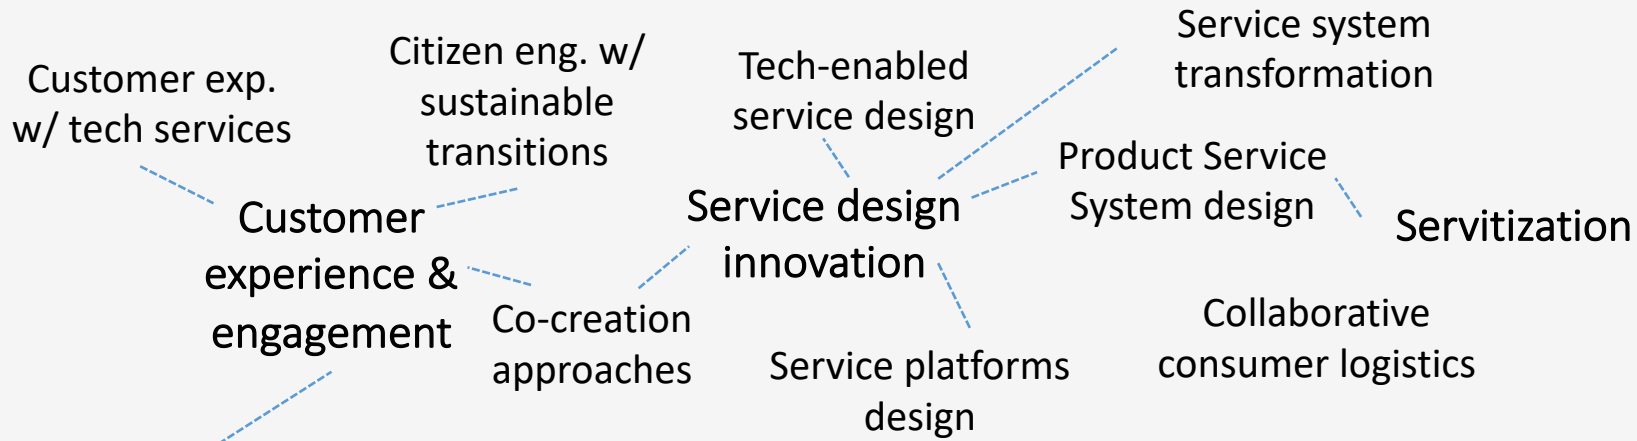 Customer exp.
w/ tech services
Citizen eng. w/
sustainable
transitions
Tech-enabled
service design
Service system
transformation
Product Service
System design
Customer
experience &
engagement
Service design
innovation
Servitization
Co-creation
approaches
Service platforms
design
Collaborative
consumer logistics